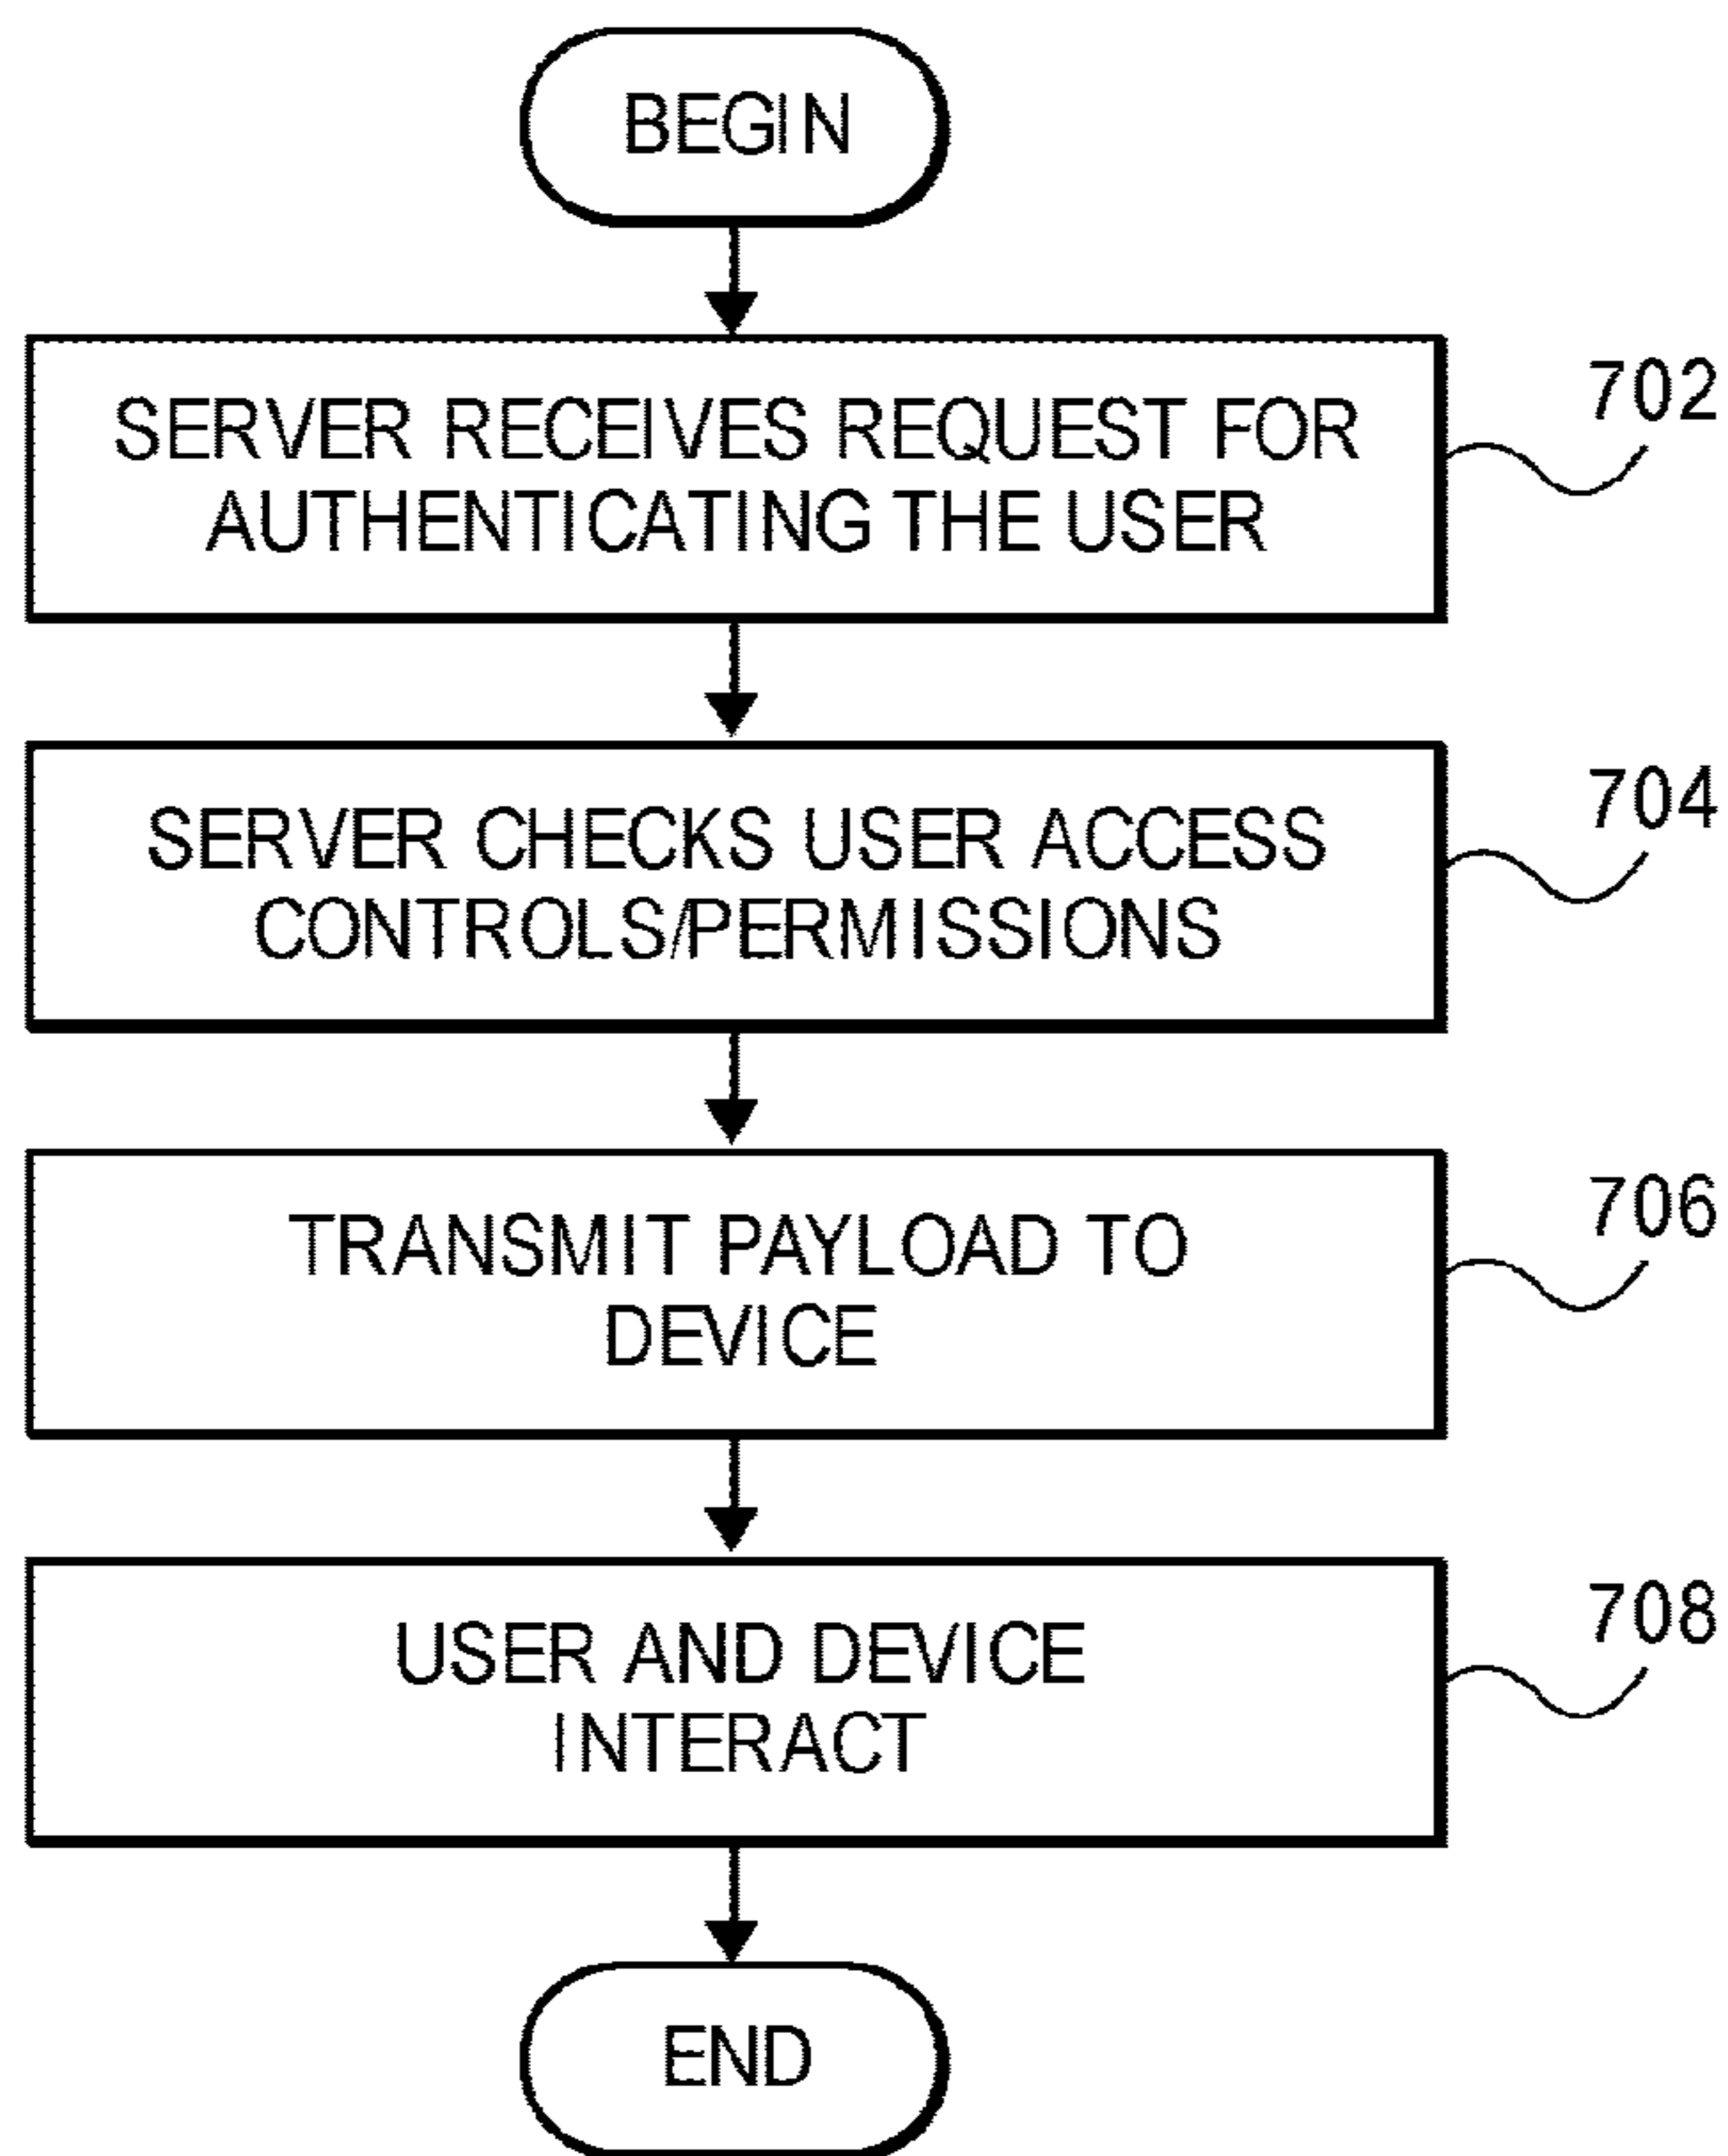 BEGIN
SERVER RECEIVES REQUEST FOR
AUTHENTICATING THE USER
702
SERVER CHECKS USER ACCESS
CONTROLS/PERMISSIONS
704
TRANSMIT PAYLOAD TO
DEVICE
706
USER AND DEVICE
INTERACT
708
END